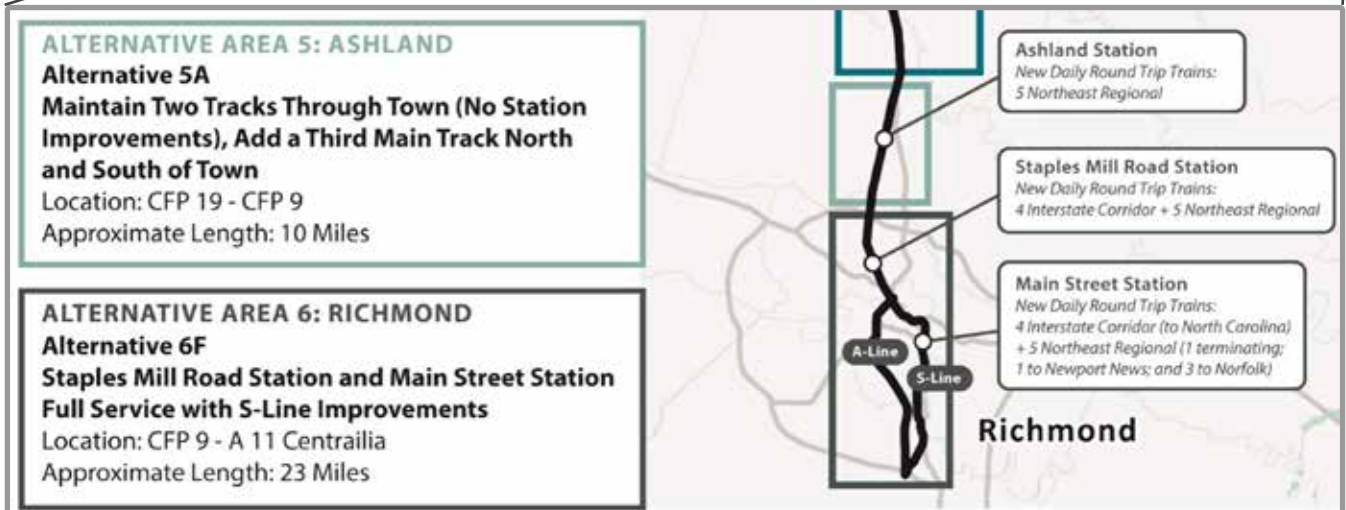 ALTERNATIVE AREA 5: ASHLAND
Alternative 5A
Maintain Two Tracks Through Town (No Station
Improvements), Add a Third Main Track North
and South of Town
Location: CFP 19 - CFP 9
Approximate Length: 10 Miles
ALTERNATIVE AREA 6: RICHMOND
Alternative 6F
Staples Mill Road Station and Main Street Station
Full Service with S-Line Improvements
Location: CFP 9 - A 11 Centrailia
Approximate Length: 23 Miles
Ashland Station
New Daily Round Trip Trains:
5 Northeast Regional
Staples Mill Road Station
New Daily Round Trip Trains:
4 Interstate Corridor + 5 Northeast Regional
Main Street Station
New Daily Round Trip Trains:
4 Interstate Corridor (to North Carolina)
+ 5 Northeast Regional (1 terminating;
1 to Newport News; and 3 to Norfolk)
A-Line
S-Line
Richmond